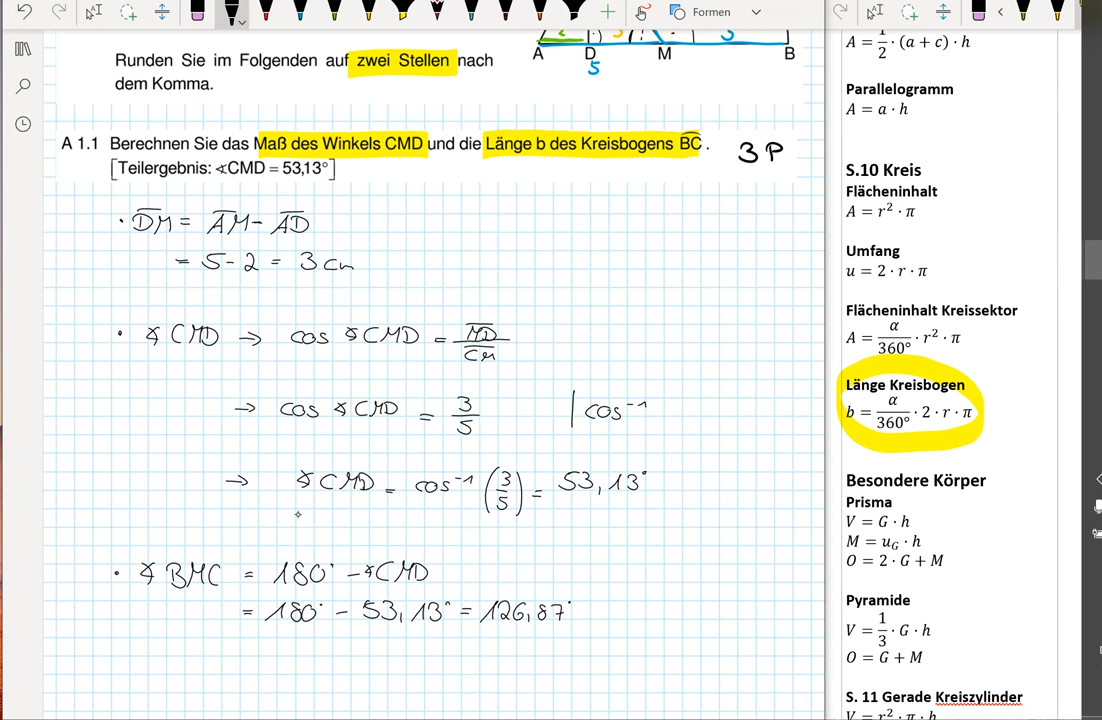 Formen
A D M B
5
Runden Sie im Folgenden auf zwei Stellen nach
dem Komma.
A 1.1 Berechnen Sie das Maß des Winkels CMD und die Länge b des Kreisbogens BC.
3 P
[Teilergebnis: ∢CMD = 53,13°]
· DM = AM - AD
= 5 - 2 = 3 cm
· ∢ CMD → cos ∢ CMD = MD / CM
→ cos ∢ CMD = 3/5 | cos⁻¹
→ ∢ CMD = cos⁻¹ (3/5) = 53,13°
· ∢ BMC = 180° - ∢CMD
= 180° - 53,13° = 126,87°
A = 1/2 · (a + c) · h
Parallelogramm
A = a · h
S.10 Kreis
Flächeninhalt
A = r² · π
Umfang
u = 2 · r · π
Flächeninhalt Kreissektor
A = α/360° · r² · π
Länge Kreisbogen
b = α/360° · 2 · r · π
Besondere Körper
Prisma
V = G · h
M = u_G · h
O = 2 · G + M
Pyramide
V = 1/3 · G · h
O = G + M
S. 11 Gerade Kreiszylinder
V = r² · π · h